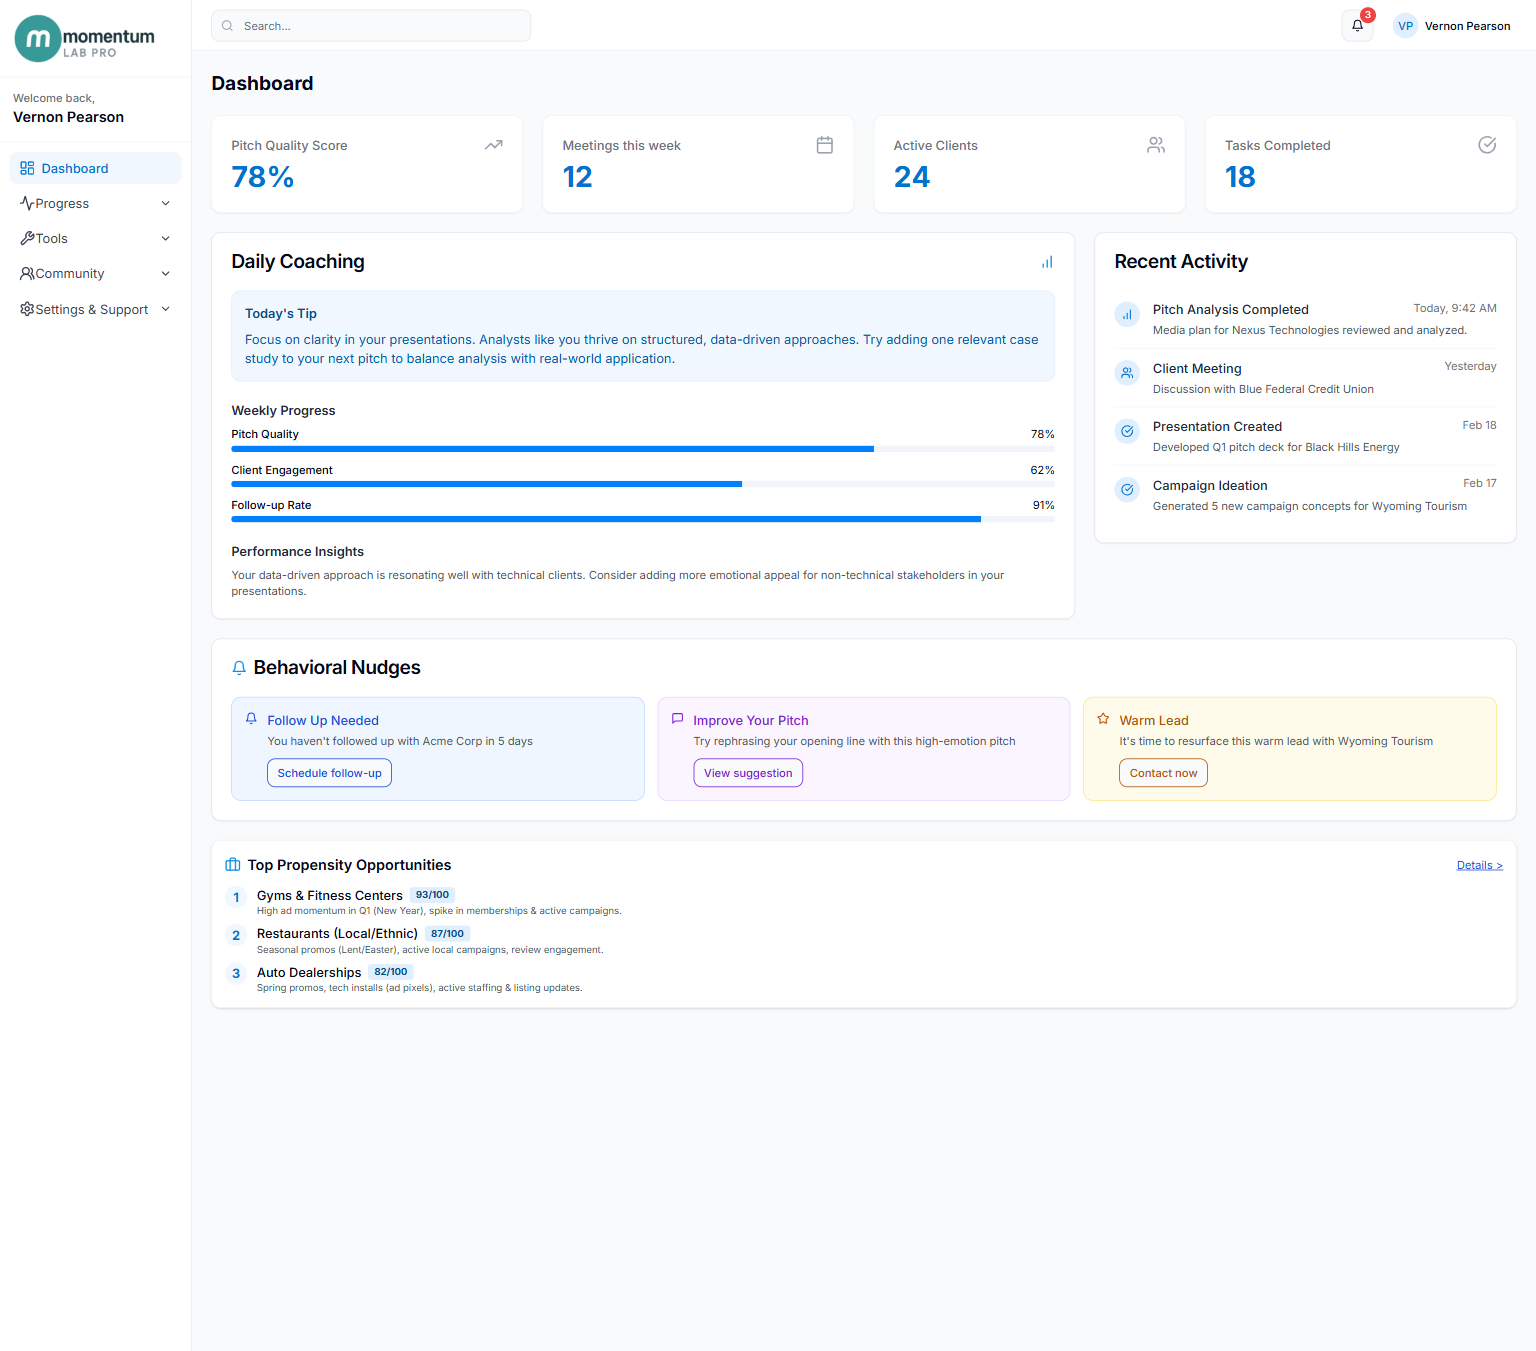 m momentum
LAB PRO
Welcome back,
Vernon Pearson
Dashboard
Progress
Tools
Community
Settings & Support
Search...
3
VP Vernon Pearson
Dashboard
Pitch Quality Score
78%
Meetings this week
12
Active Clients
24
Tasks Completed
18
Daily Coaching
Today's Tip
Focus on clarity in your presentations. Analysts like you thrive on structured, data-driven approaches. Try adding one relevant case
study to your next pitch to balance analysis with real-world application.
Weekly Progress
Pitch Quality 78%
Client Engagement 62%
Follow-up Rate 91%
Performance Insights
Your data-driven approach is resonating well with technical clients. Consider adding more emotional appeal for non-technical stakeholders in your
presentations.
Recent Activity
Pitch Analysis Completed Today, 9:42 AM
Media plan for Nexus Technologies reviewed and analyzed.
Client Meeting Yesterday
Discussion with Blue Federal Credit Union
Presentation Created Feb 18
Developed Q1 pitch deck for Black Hills Energy
Campaign Ideation Feb 17
Generated 5 new campaign concepts for Wyoming Tourism
Behavioral Nudges
Follow Up Needed
You haven't followed up with Acme Corp in 5 days
Schedule follow-up
Improve Your Pitch
Try rephrasing your opening line with this high-emotion pitch
View suggestion
Warm Lead
It's time to resurface this warm lead with Wyoming Tourism
Contact now
Top Propensity Opportunities Details >
1 Gyms & Fitness Centers 93/100
High ad momentum in Q1 (New Year), spike in memberships & active campaigns.
2 Restaurants (Local/Ethnic) 87/100
Seasonal promos (Lent/Easter), active local campaigns, review engagement.
3 Auto Dealerships 82/100
Spring promos, tech installs (ad pixels), active staffing & listing updates.